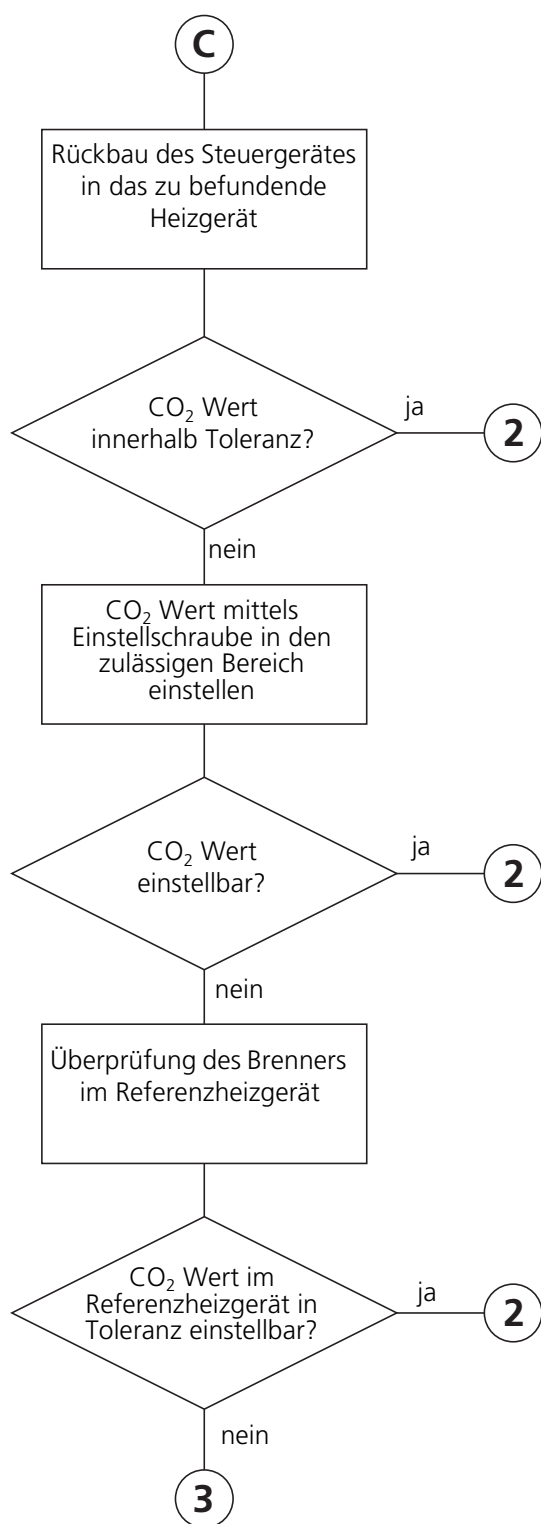 C
Rückbau des Steuergerätes
in das zu befundende
Heizgerät
CO₂ Wert
innerhalb Toleranz?
ja
2
nein
CO₂ Wert mittels
Einstellschraube in den
zulässigen Bereich
einstellen
CO₂ Wert
einstellbar?
ja
2
nein
Überprüfung des Brenners
im Referenzheizgerät
CO₂ Wert im
Referenzheizgerät in
Toleranz einstellbar?
ja
2
nein
3